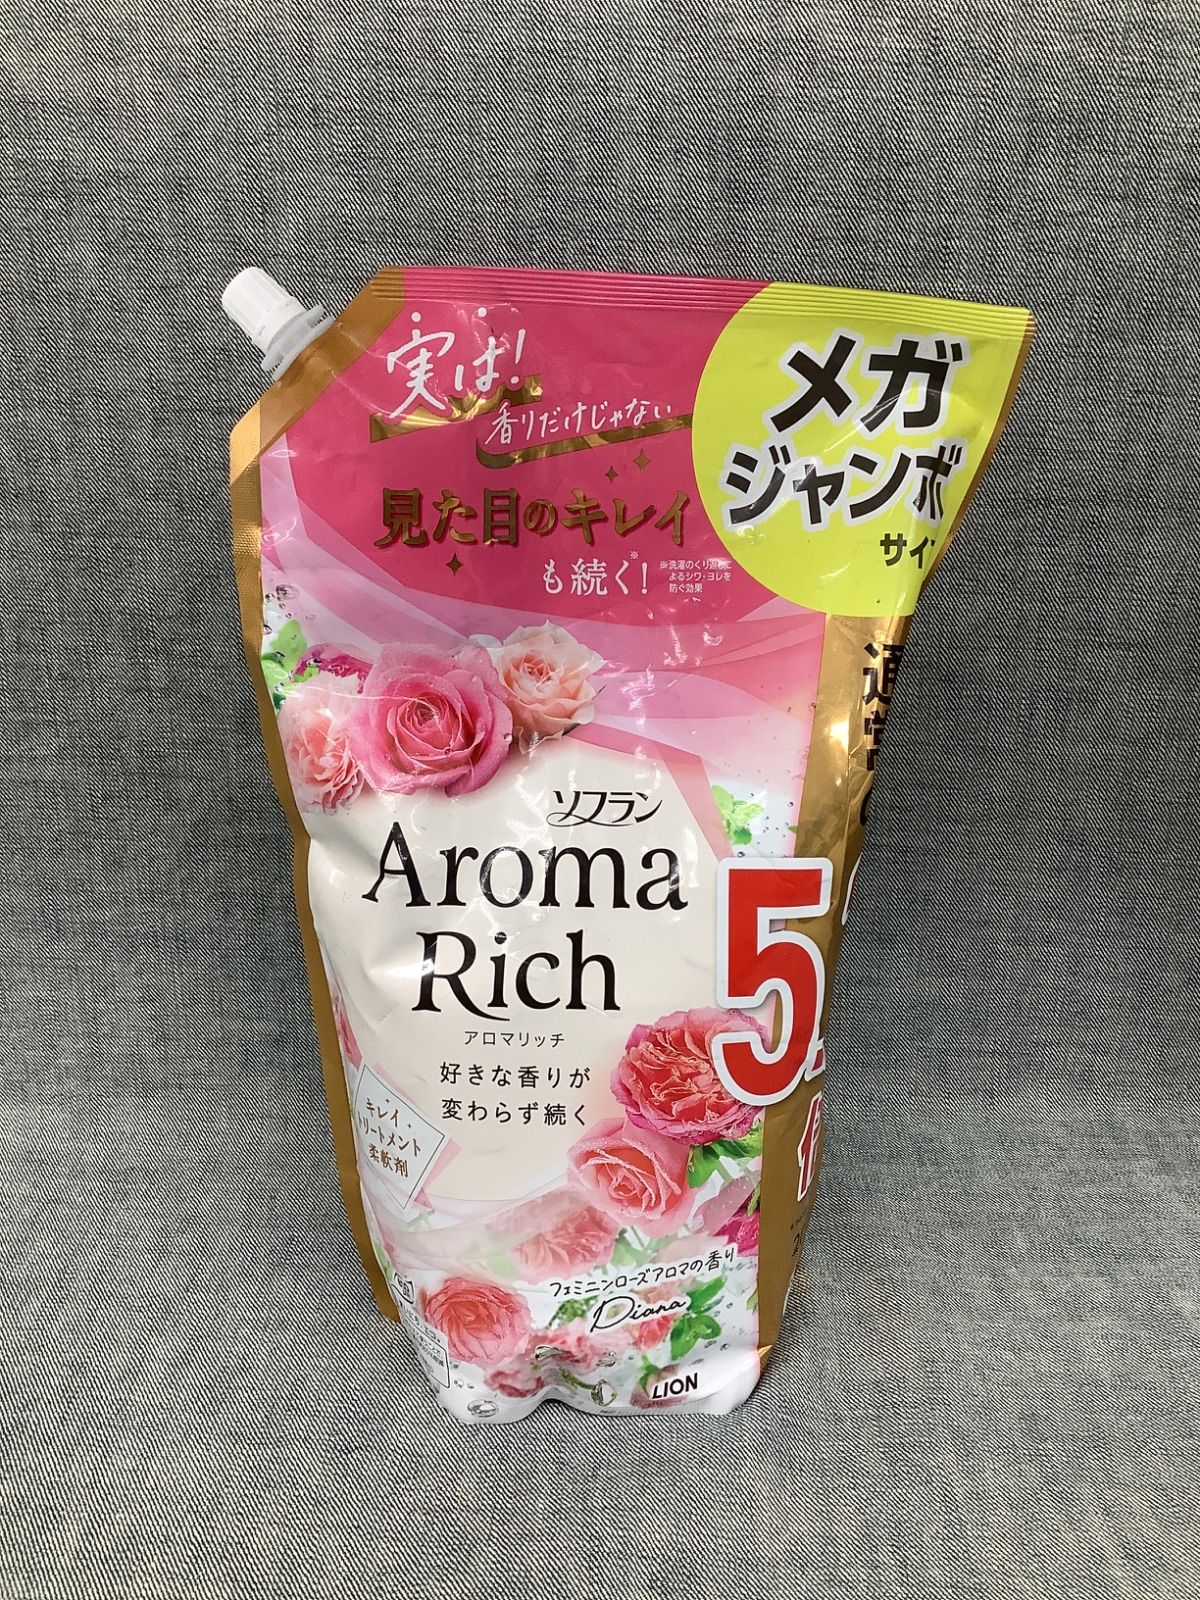 実は!
香りだけじゃない
見た目のキレイ
も続く!
※
※洗濯のくり返しに
よるシワ・ヨレを
防ぐ効果
メガ
ジャンボ
サイ
通常
ソフラン
Aroma
Rich
アロマリッチ
好きな香りが
変わらず続く
5.
キレイ
トリートメント
柔軟剤
フェミニンローズアロマの香り
Diana
LION